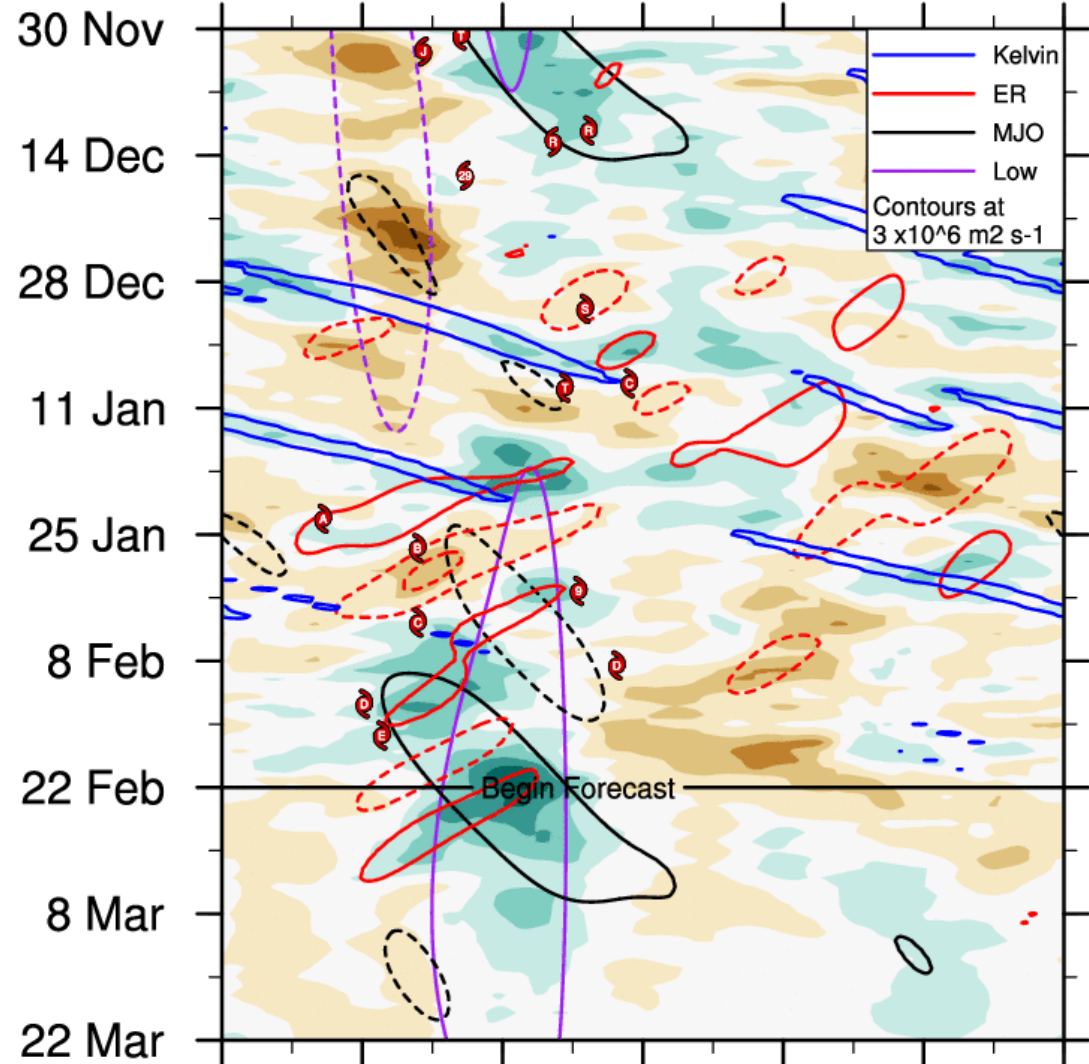 30 Nov
J
T
Kelvin
ER
R
R
MJO
14 Dec
29
Low
Contours at
3 x10^6 m2 s-1
28 Dec
S
T
C
11 Jan
A
25 Jan
B
9
C
8 Feb
D
D
E
22 Feb
Begin Forecast
8 Mar
22 Mar